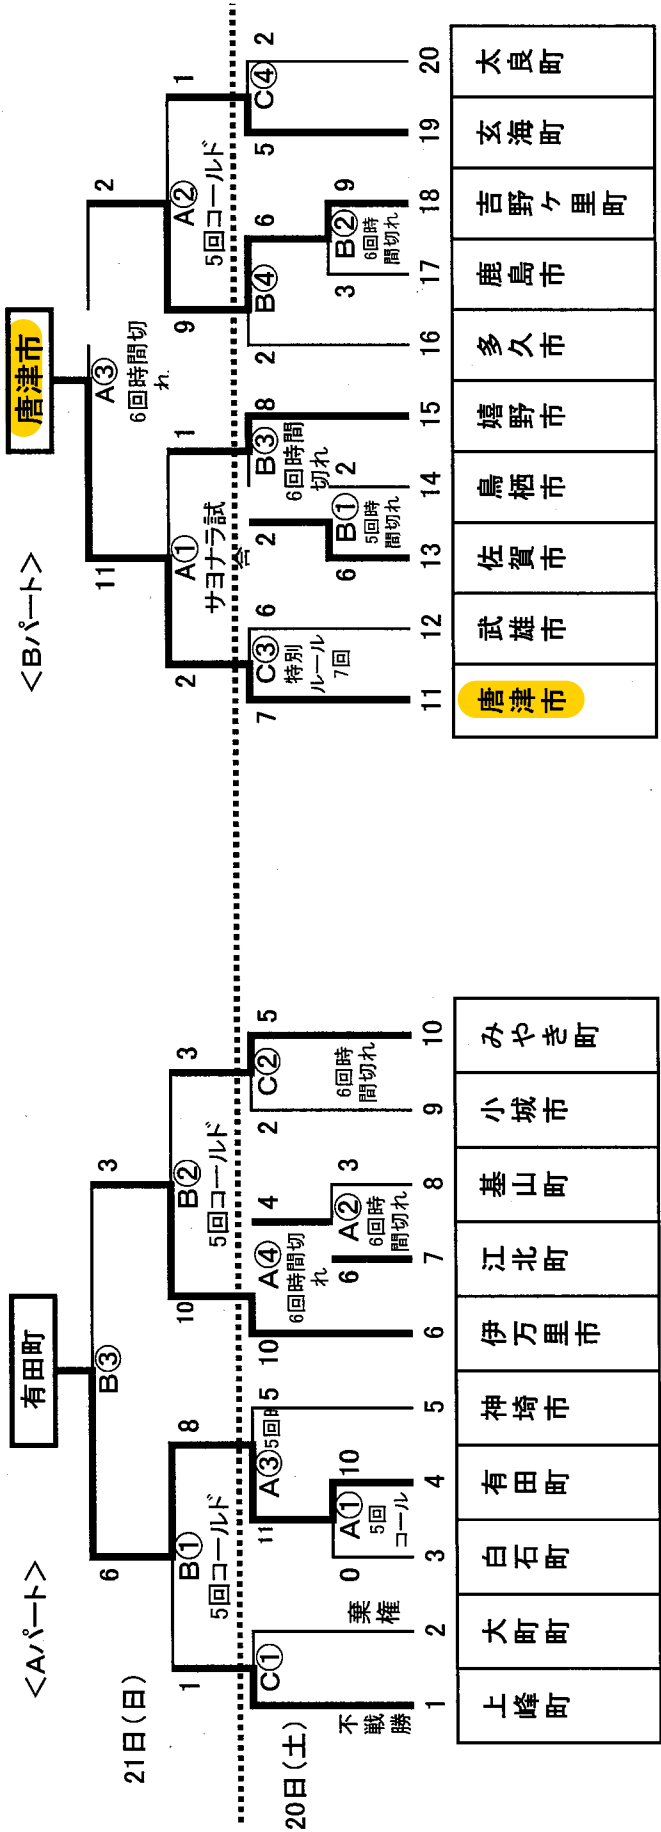 <Aパート>
有田町
6
B③
3
21日(日)
1
B①
5回コールド
8
10
B②
5回コールド
3
20日(土)
C①
11
A③
5回
5
10
A④
6回時間切
れ
4
2
C②
5
不戦勝
棄権
0
A①
5回
コール
10
6
A②
6回時
間切れ
3
6回時
間切れ
1
2
3
4
5
6
7
8
9
10
上峰町
大町町
白石町
有田町
神埼市
伊万里市
江北町
基山町
小城市
みやき町
<Bパート>
唐津市
11
A③
6回時間切
れ
2
2
A①
サヨナラ試
合
1
9
A②
5回コールド
1
7
C③
特別
ルール
7回
6
2
B③
6回時間
切れ
8
2
B④
6
5
C④
2
6
B①
5回時
間切れ
2
3
B②
6回時
間切れ
9
11
12
13
14
15
16
17
18
19
20
唐津市
武雄市
佐賀市
鳥栖市
嬉野市
多久市
鹿島市
吉野ヶ里町
玄海町
太良町